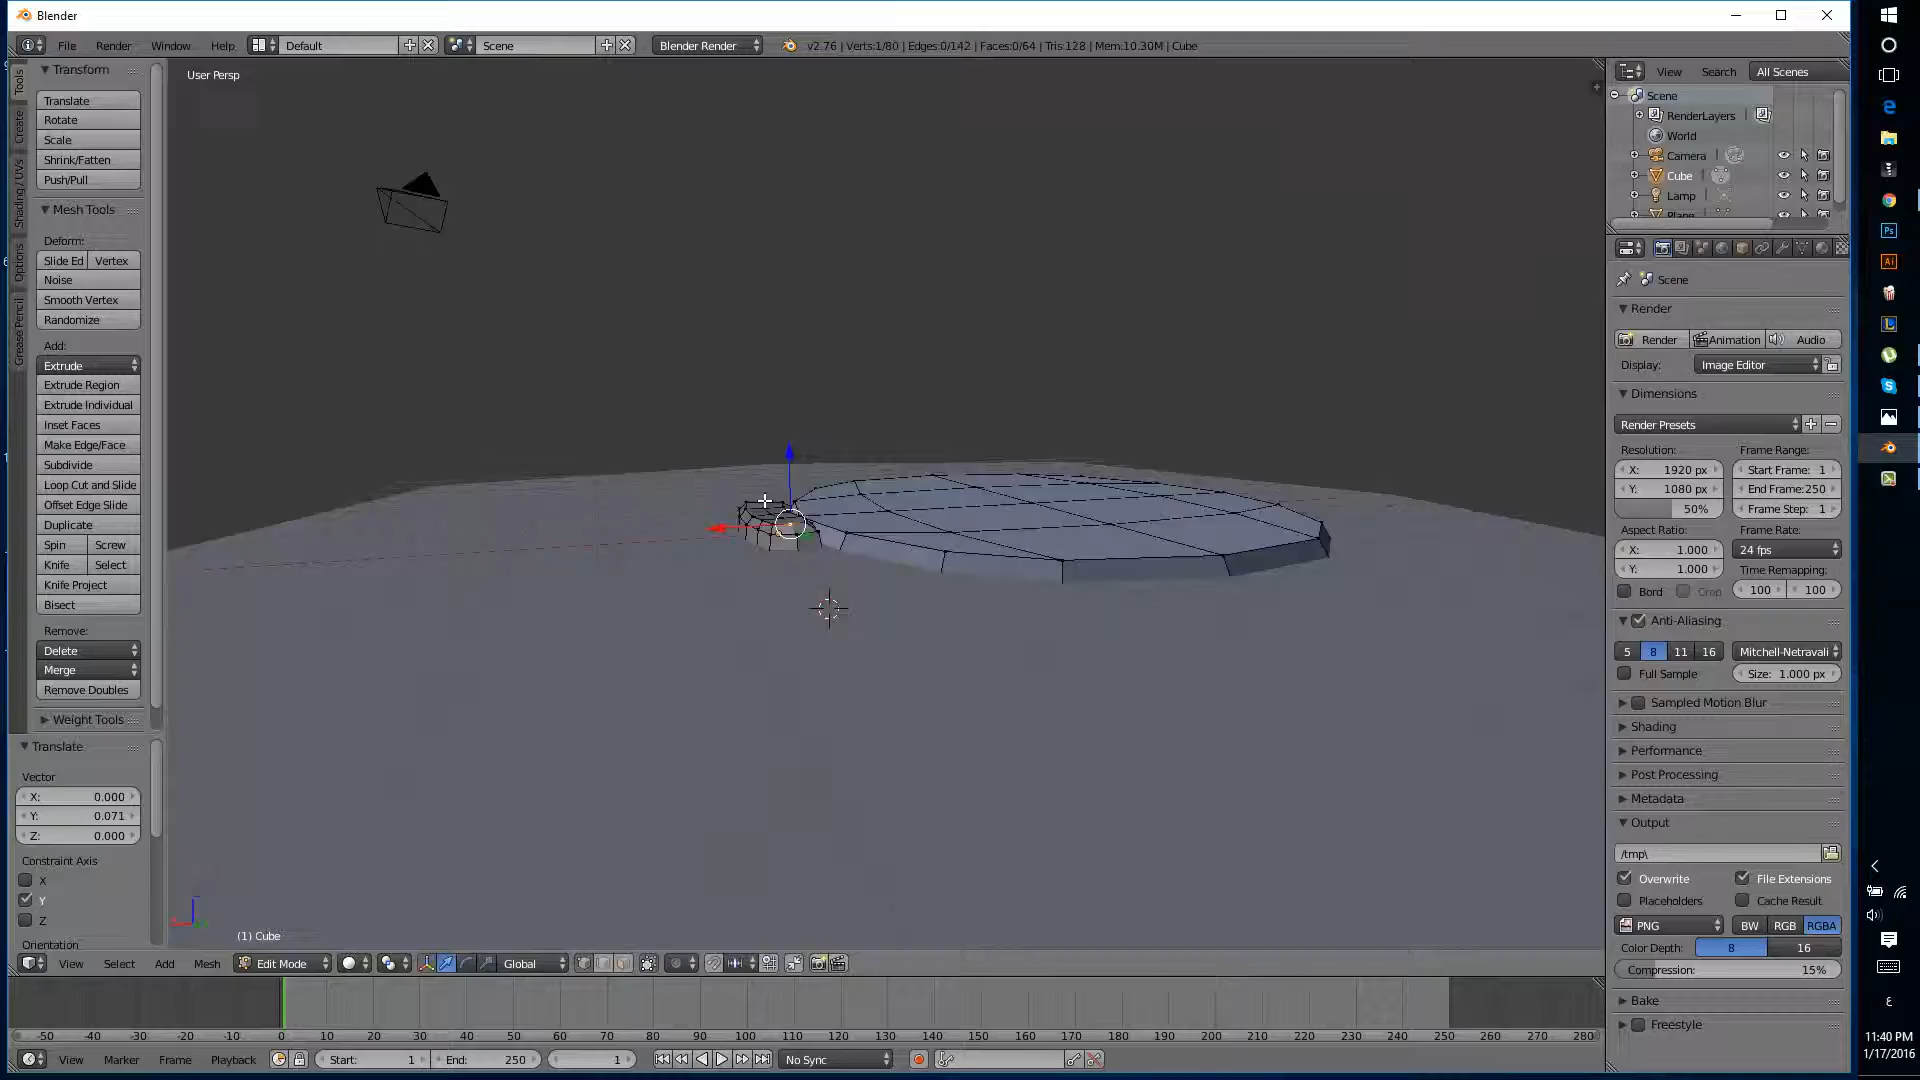 Blender
File Render Window Help Default Scene Blender Render v2.76 | Verts:1/80 | Edges:0/142 | Faces:0/64 | Tris:128 | Mem:10.30M | Cube
Tools
Create
Shading / UVs
Options
Grease Pencil
Transform
Translate
Rotate
Scale
Shrink/Fatten
Push/Pull
Mesh Tools
Deform:
Slide Ed Vertex
Noise
Smooth Vertex
Randomize
Add:
Extrude
Extrude Region
Extrude Individual
Inset Faces
Make Edge/Face
Subdivide
Loop Cut and Slide
Offset Edge Slide
Duplicate
Spin Screw
Knife Select
Knife Project
Bisect
Remove:
Delete
Merge
Remove Doubles
Weight Tools
Translate
Vector
X: 0.000
Y: 0.071
Z: 0.000
Constraint Axis
X
Y
Z
Orientation
User Persp
(1) Cube
View Select Add Mesh Edit Mode Global
-50 -40 -30 -20 -10 0 10 20 30 40 50 60 70 80 90 100 110 120 130 140 150 160 170 180 190 200 210 220 230 240 250 260 270 280
View Marker Frame Playback Start: 1 End: 250 1 No Sync
View Search All Scenes
Scene
RenderLayers
World
Camera
Cube
Lamp
Plane
Scene
Render
Render Animation Audio
Display: Image Editor
Dimensions
Render Presets
Resolution: Frame Range:
X: 1920 px Start Frame: 1
Y: 1080 px End Frame:250
50% Frame Step: 1
Aspect Ratio: Frame Rate:
X: 1.000 24 fps
Y: 1.000 Time Remapping:
Bord Crop 100 100
Anti-Aliasing
5 8 11 16 Mitchell-Netravali
Full Sample Size: 1.000 px
Sampled Motion Blur
Shading
Performance
Post Processing
Metadata
Output
/tmp\
Overwrite File Extensions
Placeholders Cache Result
PNG BW RGB RGBA
Color Depth: 8 16
Compression: 15%
Bake
Freestyle
Ps
Ai
ع
11:40 PM
1/17/2016